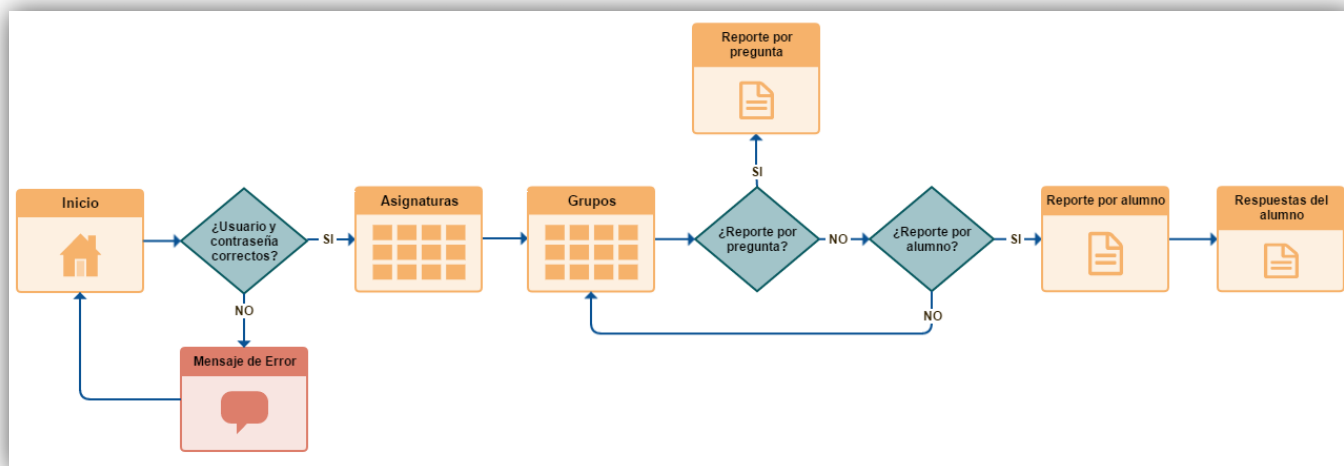 Reporte por
pregunta
SI
Inicio
¿Usuario y
contraseña
correctos?
SI
Asignaturas
Grupos
¿Reporte por
pregunta?
NO
¿Reporte por
alumno?
SI
Reporte por alumno
Respuestas del
alumno
NO
NO
Mensaje de Error